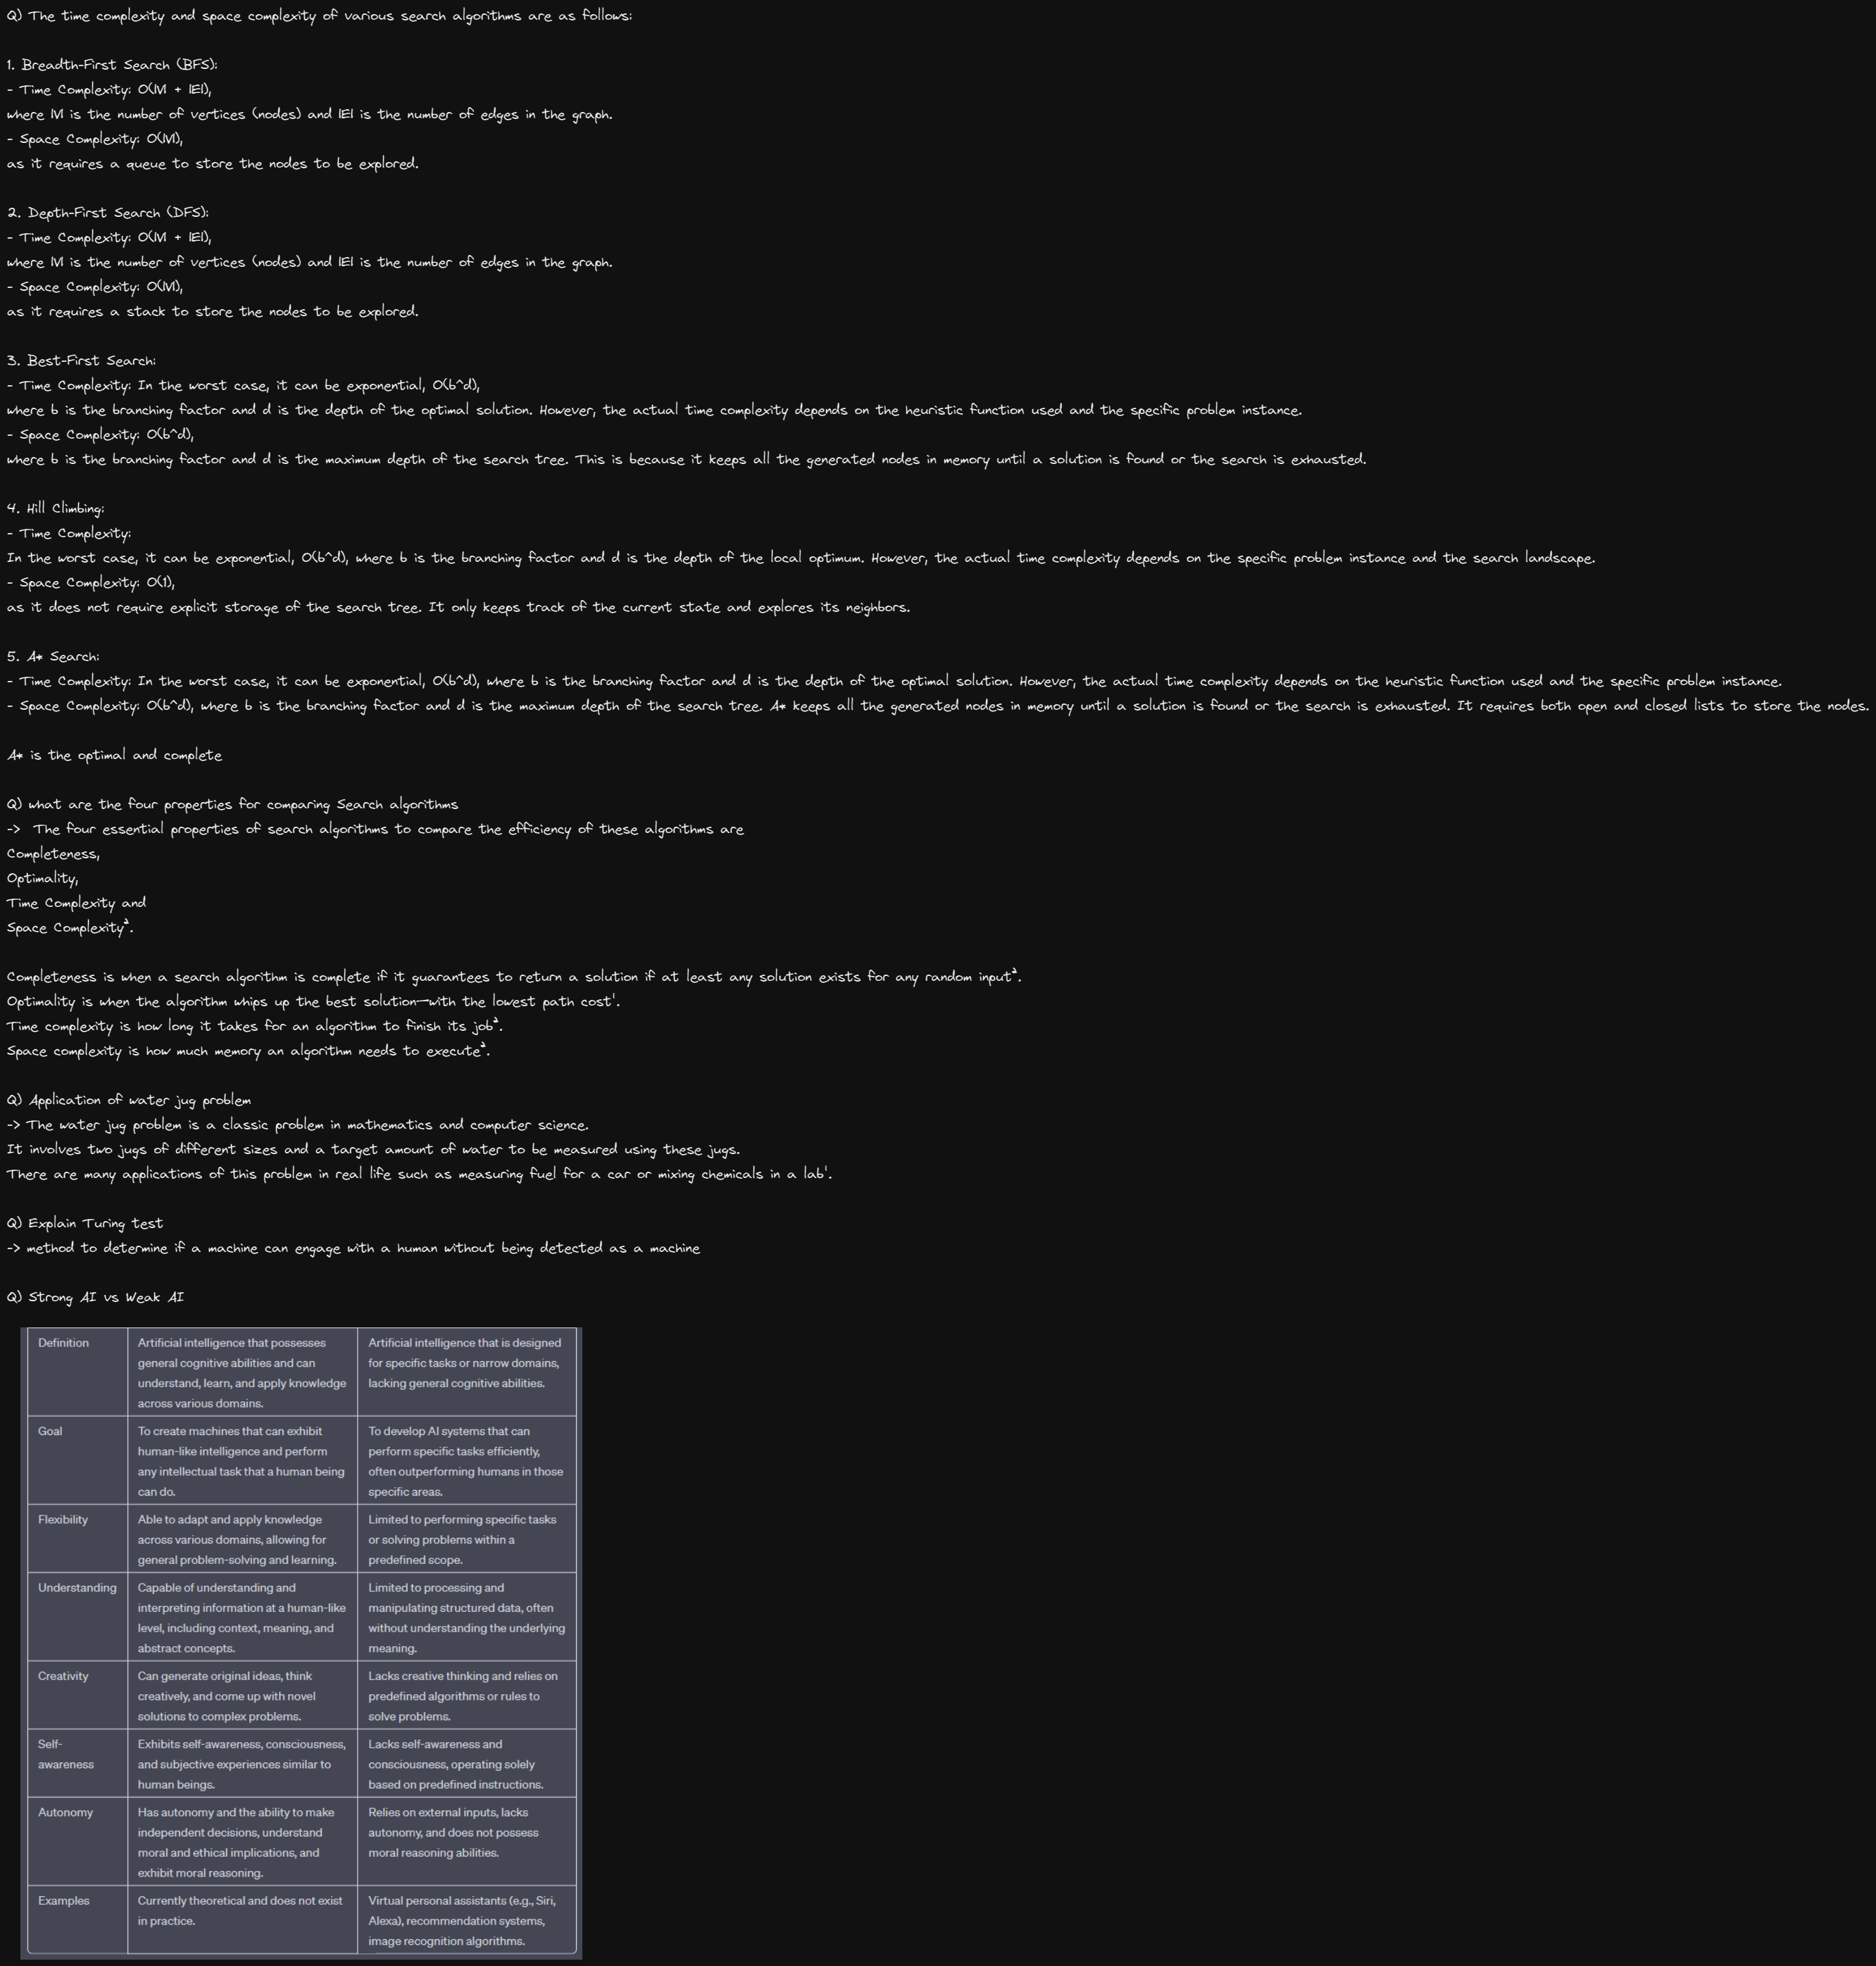 Q) The time complexity and space complexity of various search algorithms are as follows:
1. Breadth-First Search (BFS):
- Time Complexity: O(|V| + |E|),
where |V| is the number of vertices (nodes) and |E| is the number of edges in the graph.
- Space Complexity: O(|V|),
as it requires a queue to store the nodes to be explored.
2. Depth-First Search (DFS):
- Time Complexity: O(|V| + |E|),
where |V| is the number of vertices (nodes) and |E| is the number of edges in the graph.
- Space Complexity: O(|V|),
as it requires a stack to store the nodes to be explored.
3. Best-First Search:
- Time Complexity: In the worst case, it can be exponential, O(b^d),
where b is the branching factor and d is the depth of the optimal solution. However, the actual time complexity depends on the heuristic function used and the specific problem instance.
- Space Complexity: O(b^d),
where b is the branching factor and d is the maximum depth of the search tree. This is because it keeps all the generated nodes in memory until a solution is found or the search is exhausted.
4. Hill Climbing:
- Time Complexity:
In the worst case, it can be exponential, O(b^d), where b is the branching factor and d is the depth of the local optimum. However, the actual time complexity depends on the specific problem instance and the search landscape.
- Space Complexity: O(1),
as it does not require explicit storage of the search tree. It only keeps track of the current state and explores its neighbors.
5. A* Search:
- Time Complexity: In the worst case, it can be exponential, O(b^d), where b is the branching factor and d is the depth of the optimal solution. However, the actual time complexity depends on the heuristic function used and the specific problem instance.
- Space Complexity: O(b^d), where b is the branching factor and d is the maximum depth of the search tree. A* keeps all the generated nodes in memory until a solution is found or the search is exhausted. It requires both open and closed lists to store the nodes.
A* is the optimal and complete
Q) what are the four properties for comparing Search algorithms
-> The four essential properties of search algorithms to compare the efficiency of these algorithms are
Completeness,
Optimality,
Time Complexity and
Space Complexity².
Completeness is when a search algorithm is complete if it guarantees to return a solution if at least any solution exists for any random input².
Optimality is when the algorithm whips up the best solution—with the lowest path cost¹.
Time complexity is how long it takes for an algorithm to finish its job².
Space complexity is how much memory an algorithm needs to execute².
Q) Application of water jug problem
-> The water jug problem is a classic problem in mathematics and computer science.
It involves two jugs of different sizes and a target amount of water to be measured using these jugs.
There are many applications of this problem in real life such as measuring fuel for a car or mixing chemicals in a lab¹.
Q) Explain Turing test
-> method to determine if a machine can engage with a human without being detected as a machine
Q) Strong AI vs Weak AI
Definition
Artificial intelligence that possesses
general cognitive abilities and can
understand, learn, and apply knowledge
across various domains.
Artificial intelligence that is designed
for specific tasks or narrow domains,
lacking general cognitive abilities.
Goal
To create machines that can exhibit
human-like intelligence and perform
any intellectual task that a human being
can do.
To develop AI systems that can
perform specific tasks efficiently,
often outperforming humans in those
specific areas.
Flexibility
Able to adapt and apply knowledge
across various domains, allowing for
general problem-solving and learning.
Limited to performing specific tasks
or solving problems within a
predefined scope.
Understanding
Capable of understanding and
interpreting information at a human-like
level, including context, meaning, and
abstract concepts.
Limited to processing and
manipulating structured data, often
without understanding the underlying
meaning.
Creativity
Can generate original ideas, think
creatively, and come up with novel
solutions to complex problems.
Lacks creative thinking and relies on
predefined algorithms or rules to
solve problems.
Self-
awareness
Exhibits self-awareness, consciousness,
and subjective experiences similar to
human beings.
Lacks self-awareness and
consciousness, operating solely
based on predefined instructions.
Autonomy
Has autonomy and the ability to make
independent decisions, understand
moral and ethical implications, and
exhibit moral reasoning.
Relies on external inputs, lacks
autonomy, and does not possess
moral reasoning abilities.
Examples
Currently theoretical and does not exist
in practice.
Virtual personal assistants (e.g., Siri,
Alexa), recommendation systems,
image recognition algorithms.